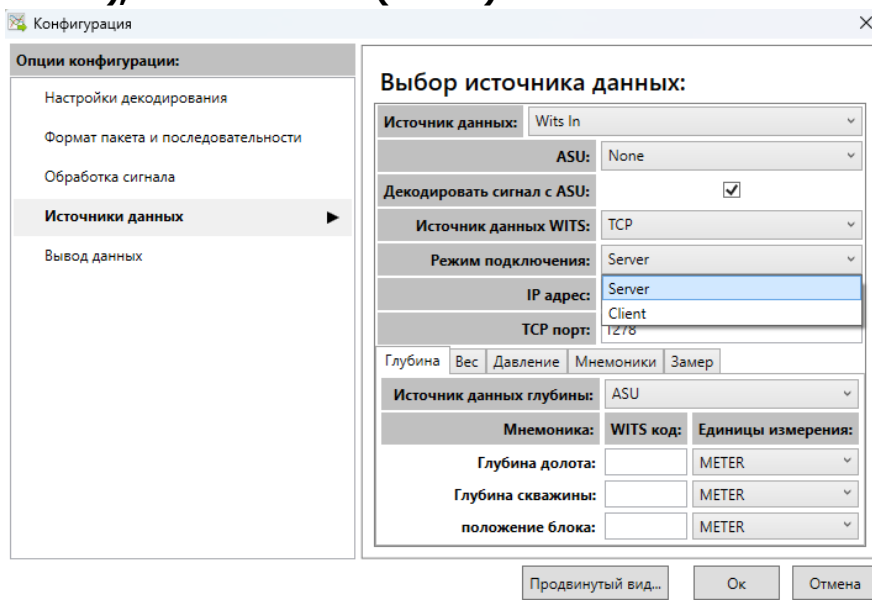 Конфигурация
Опции конфигурации:
Настройки декодирования
Формат пакета и последовательности
Обработка сигнала
Источники данных
Вывод данных
Выбор источника данных:
Источник данных: Wits In
ASU: None
Декодировать сигнал с ASU:
Источник данных WITS: TCP
Режим подключения: Server
Server
Client
IP адрес:
TCP порт: 1278
Глубина Вес Давление Мнемоники Замер
Источник данных глубины: ASU
Мнемоника: WITS код: Единицы измерения:
Глубина долота: METER
Глубина скважины: METER
положение блока: METER
Продвинутый вид... Ок Отмена